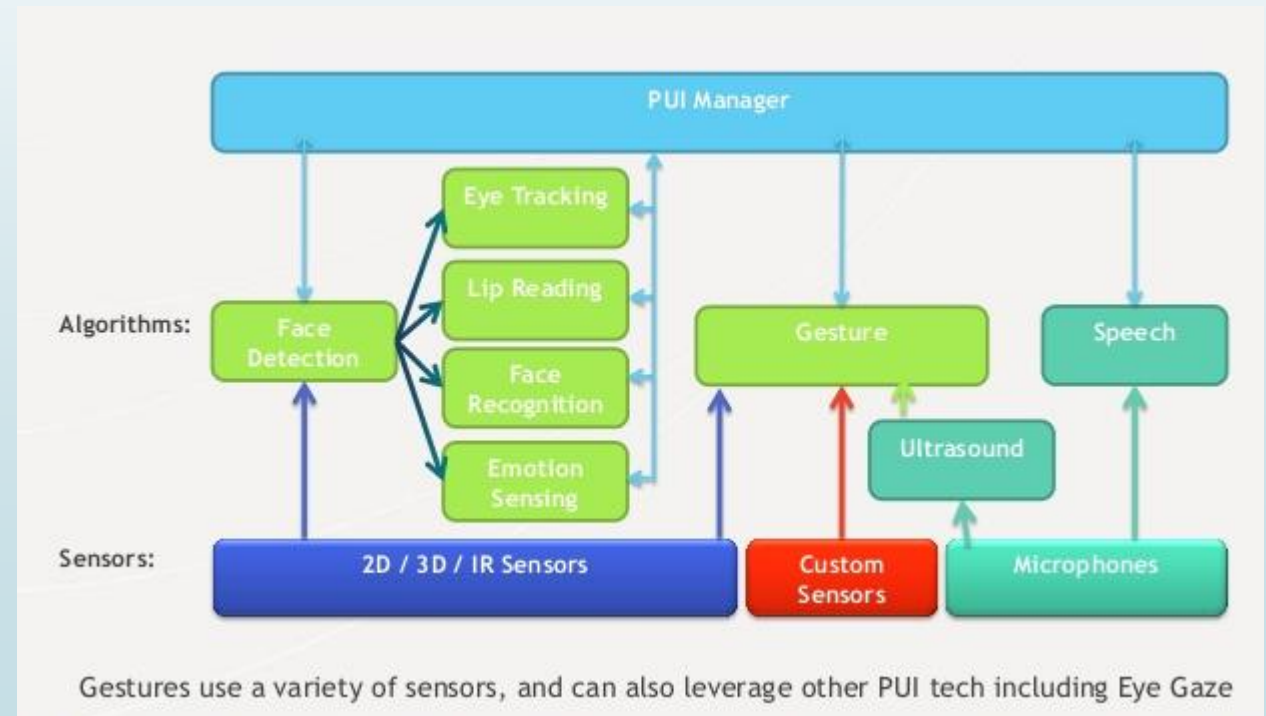 PUI Manager
Eye Tracking
Lip Reading
Algorithms:
Face
Detection
Gesture
Speech
Face
Recognition
Ultrasound
Emotion
Sensing
Sensors:
2D / 3D / IR Sensors
Custom
Sensors
Microphones
Gestures use a variety of sensors, and can also leverage other PUI tech including Eye Gaze